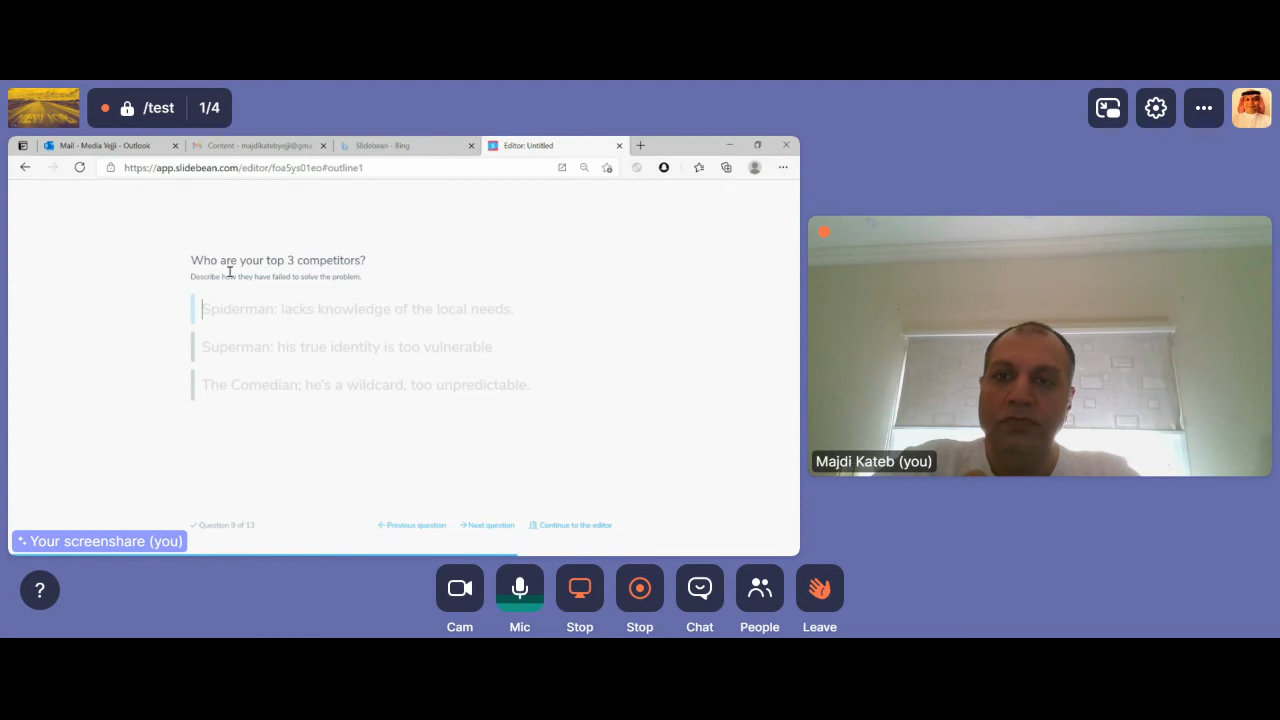 /test 1/4
Mail - Media Yejji - Outlook
Content - majdikatebyejji@gma
Slidebean - Bing
Editor: Untitled
https://app.slidebean.com/editor/foa5ys01eo#outline1
Who are your top 3 competitors?
Describe how they have failed to solve the problem.
Spiderman: lacks knowledge of the local needs.
Superman: his true identity is too vulnerable
The Comedian: he's a wildcard, too unpredictable.
Question 9 of 13
Previous question
Next question
Continue to the editor
Your screenshare (you)
Majdi Kateb (you)
?
Cam
Mic
Stop
Stop
Chat
People
Leave